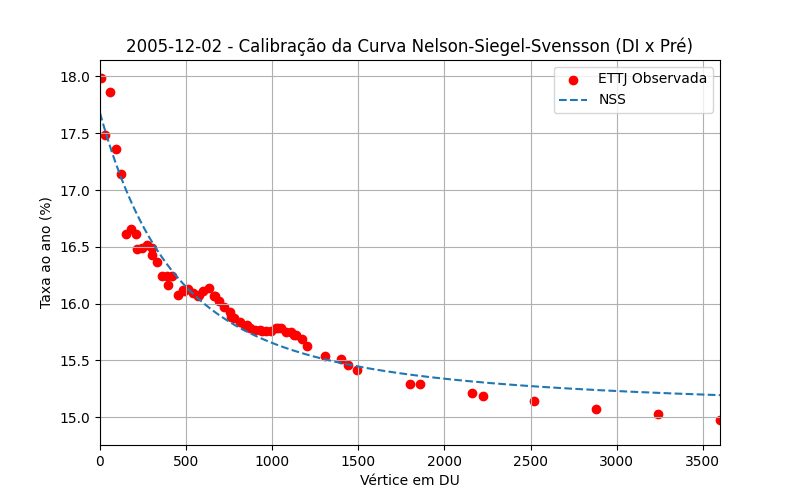 2005-12-02 - Calibração da Curva Nelson-Siegel-Svensson (DI x Pré)
ETTJ Observada
NSS
Taxa ao ano (%)
18.0
17.5
17.0
16.5
16.0
15.5
15.0
0 500 1000 1500 2000 2500 3000 3500
Vértice em DU